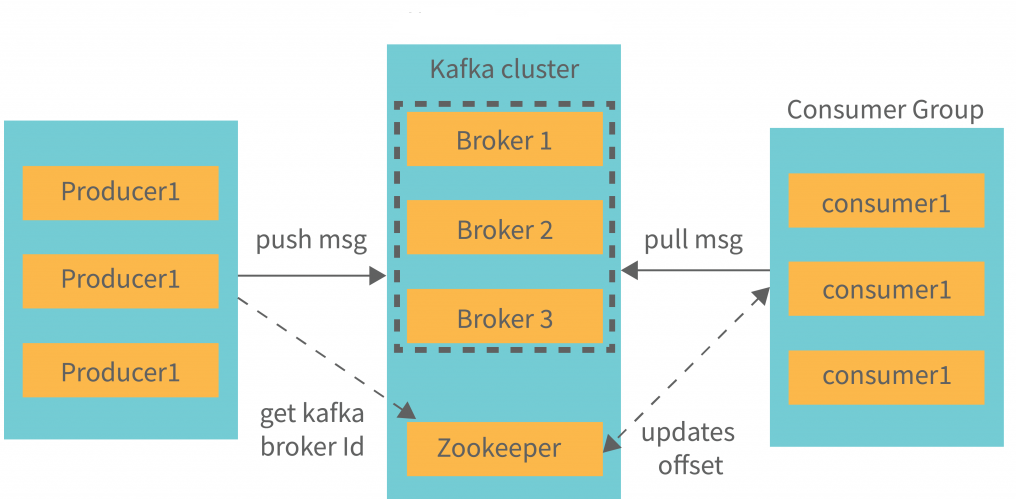 Kafka cluster
Consumer Group
Producer1
Producer1
Producer1
push msg
get kafka
broker Id
Broker 1
Broker 2
Broker 3
Zookeeper
pull msg
updates
offset
consumer1
consumer1
consumer1